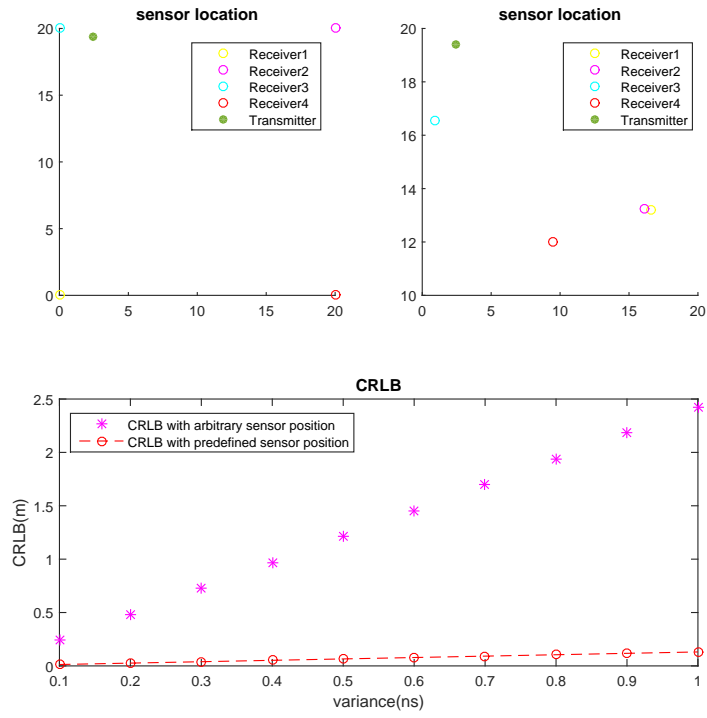 sensor location
20
15
10
5
0
0
5
10
15
20
Receiver1
Receiver2
Receiver3
Receiver4
Transmitter
sensor location
20
18
16
14
12
10
0
5
10
15
20
Receiver1
Receiver2
Receiver3
Receiver4
Transmitter
CRLB
CRLB(m)
2.5
2
1.5
1
0.5
0
CRLB with arbitrary sensor position
CRLB with predefined sensor position
0.1
0.2
0.3
0.4
0.5
0.6
0.7
0.8
0.9
1
variance(ns)